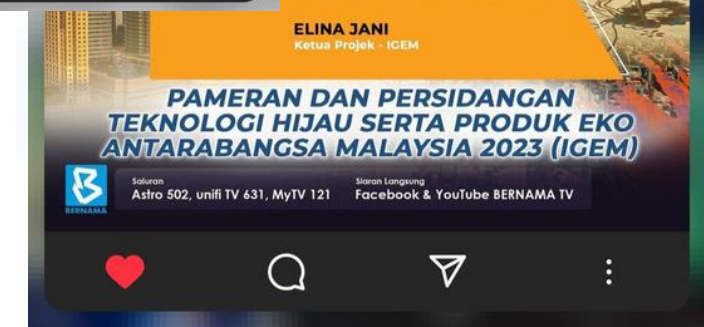 ELINA JANI
Ketua Projek - IGEM
PAMERAN DAN PERSIDANGAN
TEKNOLOGI HIJAU SERTA PRODUK EKO
ANTARABANGSA MALAYSIA 2023 (IGEM)
BERNAMA
Saluran
Astro 502, unifi TV 631, MyTV 121
Siaran Langsung
Facebook & YouTube BERNAMA TV